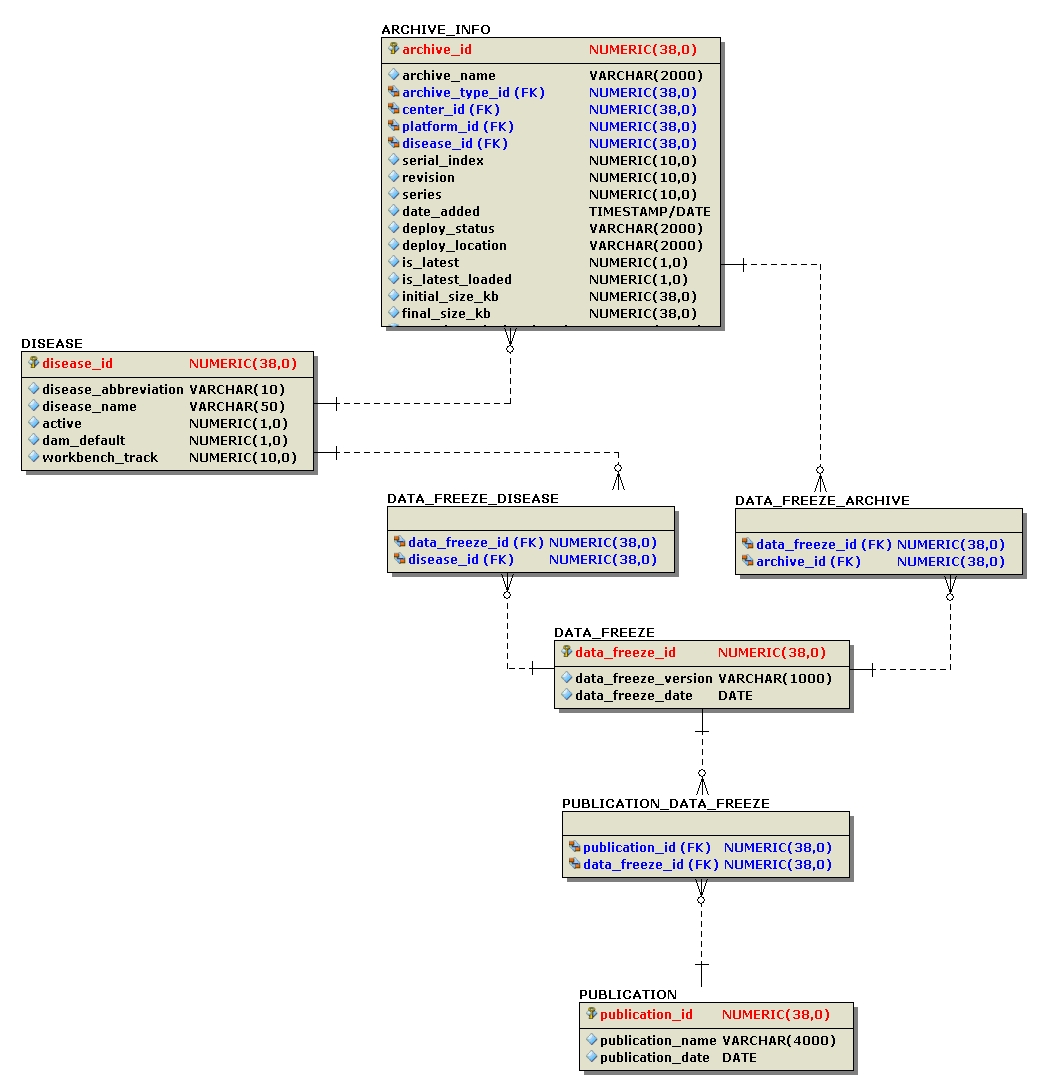 ARCHIVE_INFO
archive_id NUMERIC(38,0)
archive_name VARCHAR(2000)
archive_type_id (FK) NUMERIC(38,0)
center_id (FK) NUMERIC(38,0)
platform_id (FK) NUMERIC(38,0)
disease_id (FK) NUMERIC(38,0)
serial_index NUMERIC(10,0)
revision NUMERIC(10,0)
series NUMERIC(10,0)
date_added TIMESTAMP/DATE
deploy_status VARCHAR(2000)
deploy_location VARCHAR(2000)
is_latest NUMERIC(1,0)
is_latest_loaded NUMERIC(1,0)
initial_size_kb NUMERIC(38,0)
final_size_kb NUMERIC(38,0)
DISEASE
disease_id NUMERIC(38,0)
disease_abbreviation VARCHAR(10)
disease_name VARCHAR(50)
active NUMERIC(1,0)
dam_default NUMERIC(1,0)
workbench_track NUMERIC(10,0)
DATA_FREEZE_DISEASE
data_freeze_id (FK) NUMERIC(38,0)
disease_id (FK) NUMERIC(38,0)
DATA_FREEZE_ARCHIVE
data_freeze_id (FK) NUMERIC(38,0)
archive_id (FK) NUMERIC(38,0)
DATA_FREEZE
data_freeze_id NUMERIC(38,0)
data_freeze_version VARCHAR(1000)
data_freeze_date DATE
PUBLICATION_DATA_FREEZE
publication_id (FK) NUMERIC(38,0)
data_freeze_id (FK) NUMERIC(38,0)
PUBLICATION
publication_id NUMERIC(38,0)
publication_name VARCHAR(4000)
publication_date DATE